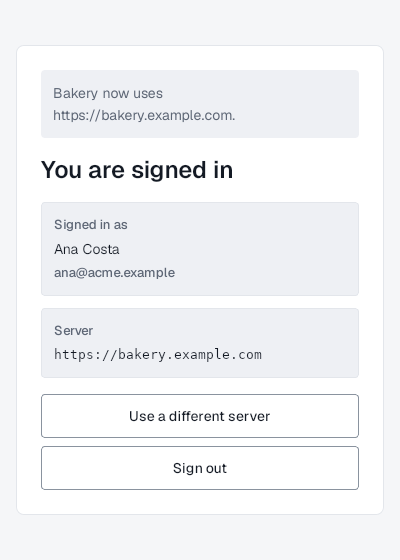 Bakery now uses
https://bakery.example.com.
You are signed in
Signed in as
Ana Costa
ana@acme.example
Server
https://bakery.example.com
Use a different server
Sign out